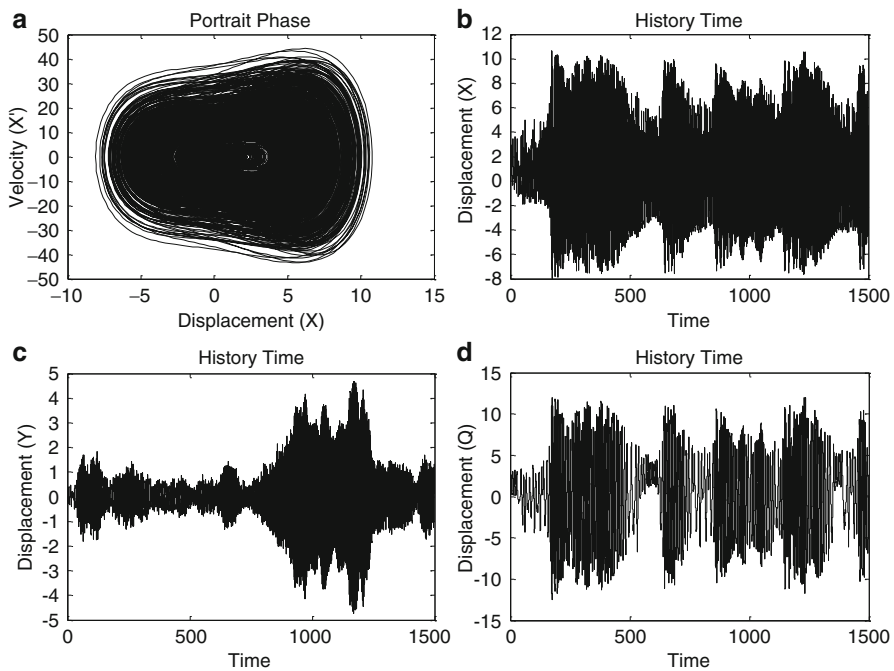 a
Portrait Phase
50
40
30
20
10
0
−10
−20
−30
−40
−50
Velocity (X')
−10 −5 0 5 10 15
Displacement (X)
b
History Time
12
10
8
6
4
2
0
−2
−4
−6
−8
Displacement (X)
0 500 1000 1500
Time
c
History Time
5
4
3
2
1
0
−1
−2
−3
−4
−5
Displacement (Y)
0 500 1000 1500
Time
d
History Time
15
10
5
0
−5
−10
−15
Displacement (Q)
0 500 1000 1500
Time